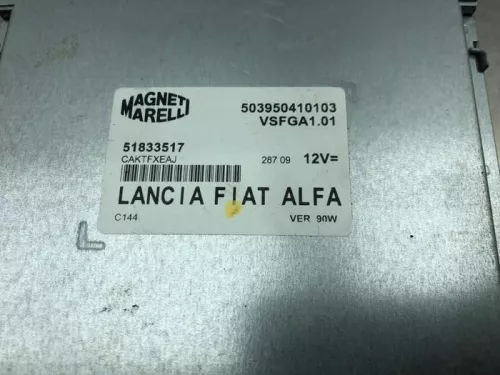 MAGNETI
MARELLI
503950410103
VSFGA1.01
51833517
CAKTFXEAJ
287 09 12V=
LANCIA FIAT ALFA
C144 VER 90W